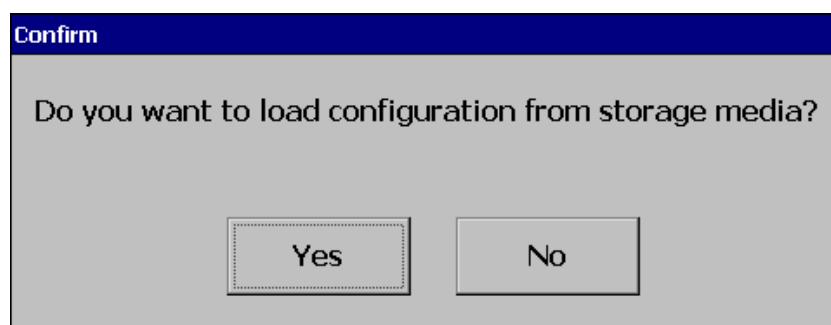 Confirm
Do you want to load configuration from storage media?
Yes
No